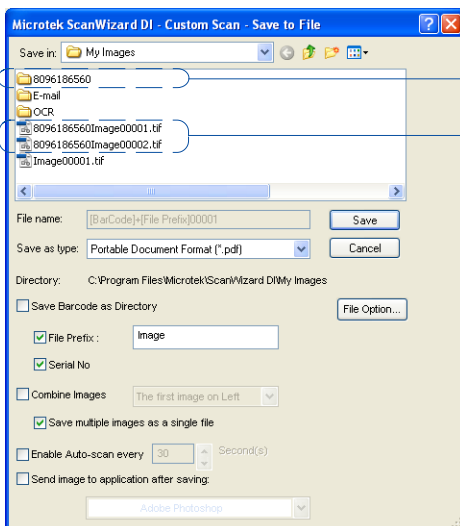 Microtek ScanWizard DI - Custom Scan - Save to File
Save in: My Images
8096186560
E-mail
OCR
8096186560Image00001.tif
8096186560Image00002.tif
Image00001.tif
File name: [BarCode]+[File Prefix]00001 Save
Save as type: Portable Document Format (*.pdf) Cancel
Directory: C:\Program Files\Microtek\ScanWizard DI\My Images
Save Barcode as Directory File Option...
File Prefix : Image
Serial No
Combine Images The first image on Left
Save multiple images as a single file
Enable Auto-scan every 30 Second(s)
Send image to application after saving:
Adobe Photoshop